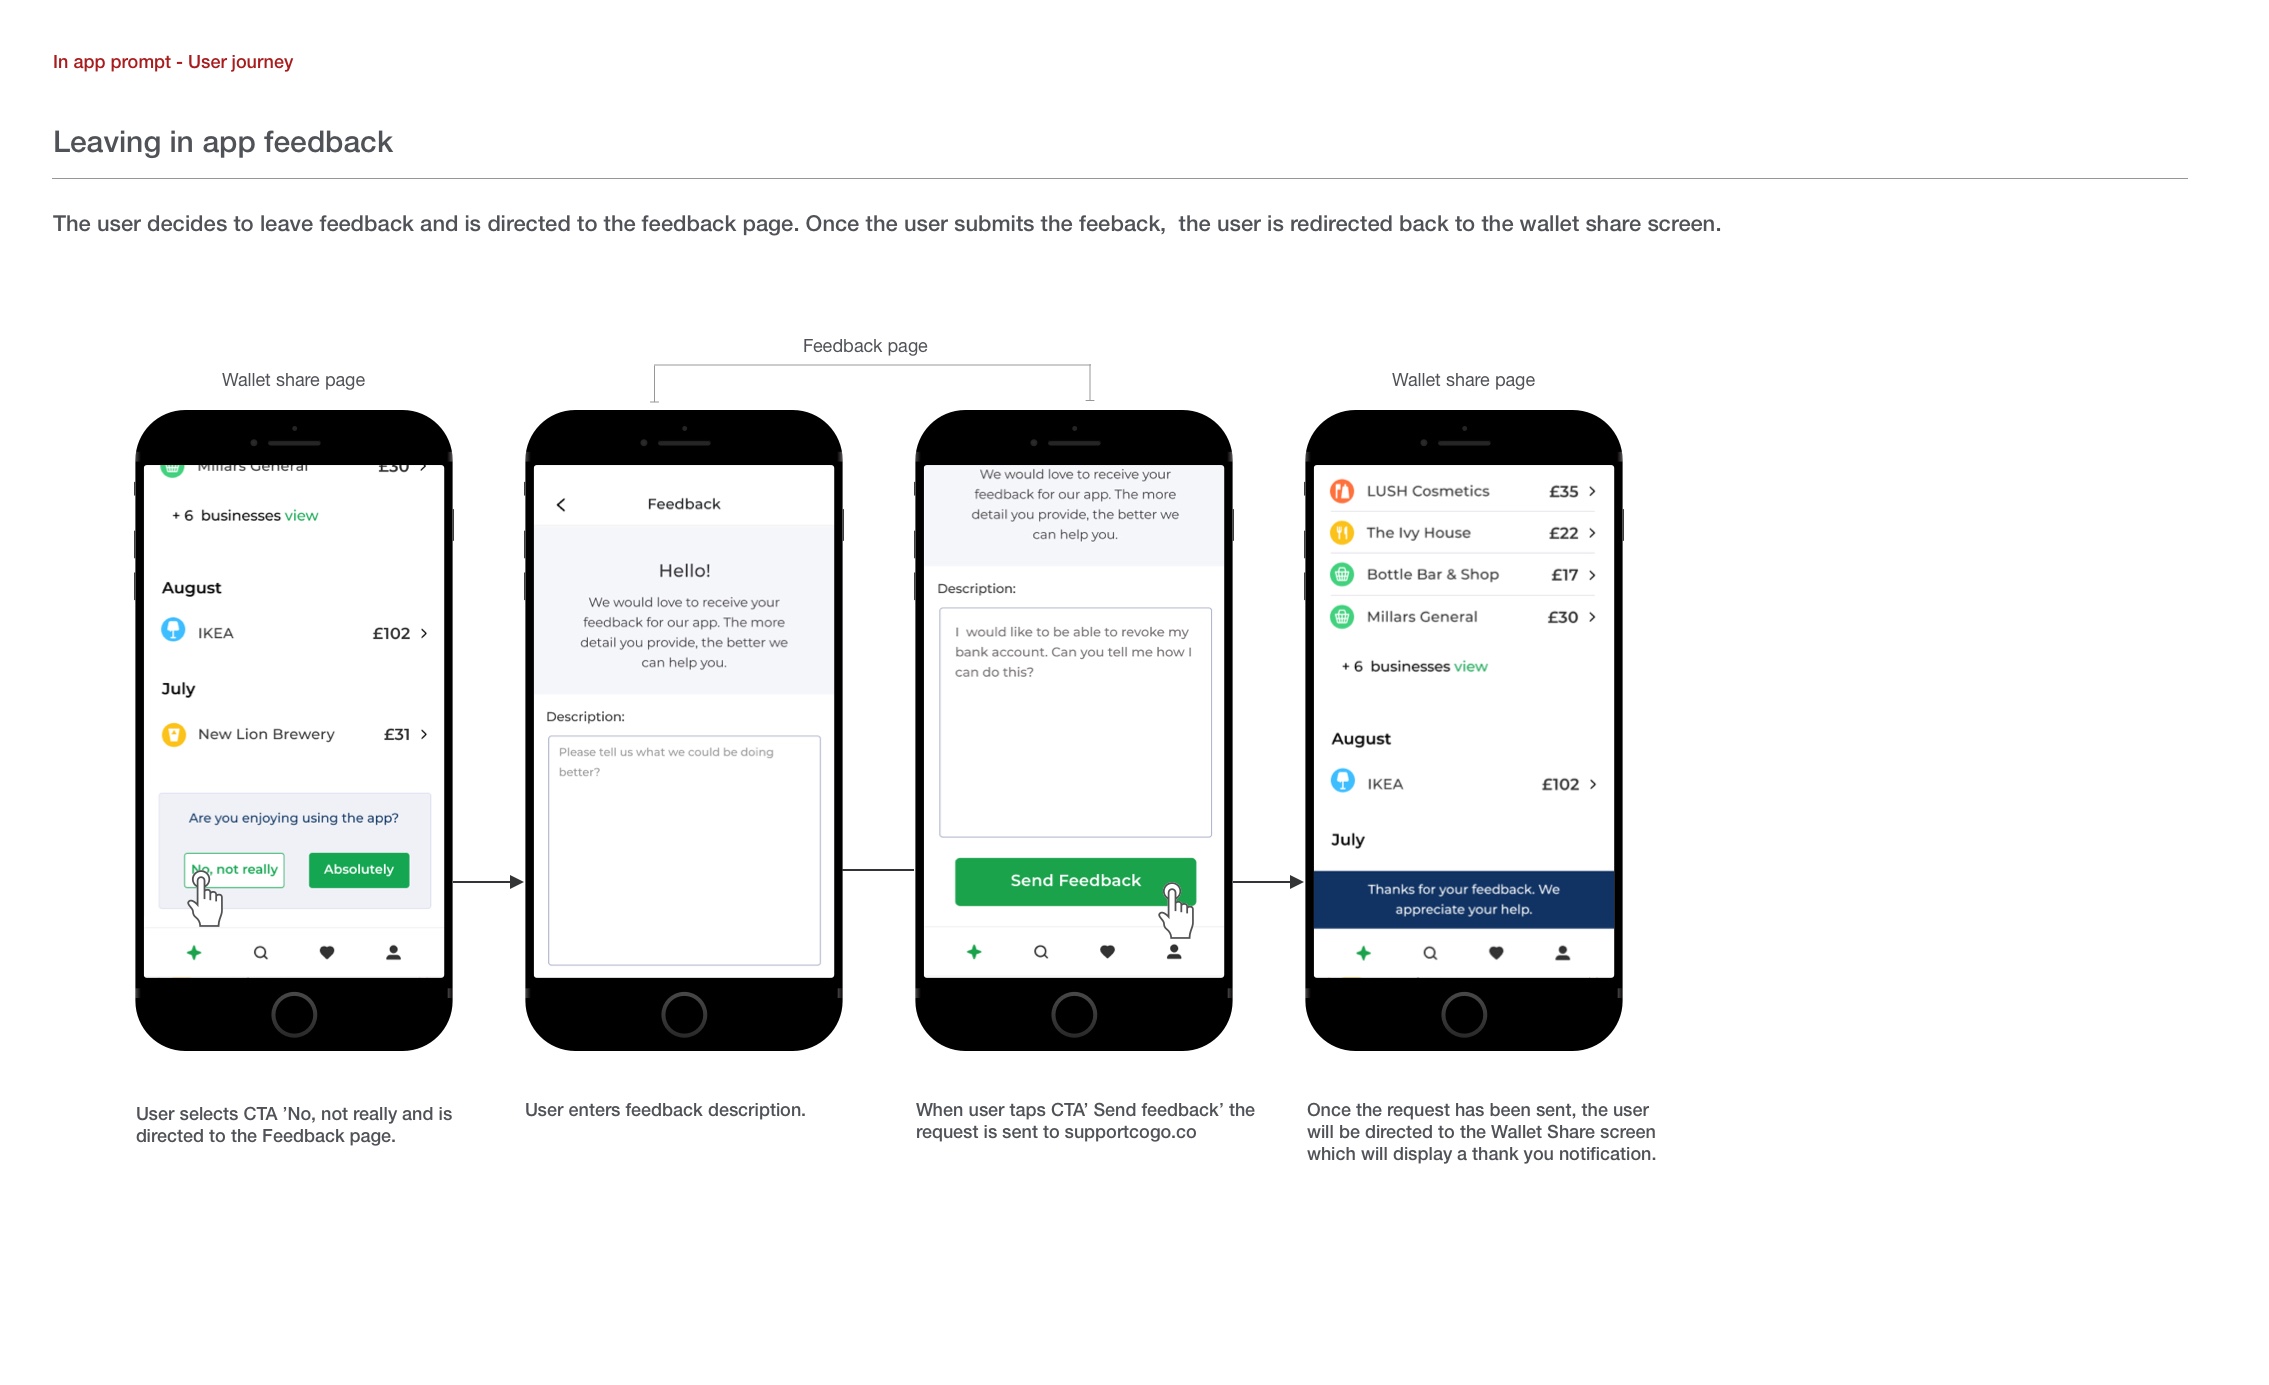 In app prompt - User journey
Leaving in app feedback
The user decides to leave feedback and is directed to the feedback page. Once the user submits the feeback,  the user is redirected back to the wallet share screen.
Feedback page
Wallet share page
Wallet share page
Millars General £30
+ 6 businesses view
August
IKEA £102
July
New Lion Brewery £31
Are you enjoying using the app?
No, not really
Absolutely
Feedback
Hello!
We would love to receive your
feedback for our app. The more
detail you provide, the better we
can help you.
Description:
Please tell us what we could be doing
better?
We would love to receive your
feedback for our app. The more
detail you provide, the better we
can help you.
Description:
I  would like to be able to revoke my
bank account. Can you tell me how I
can do this?
Send Feedback
LUSH Cosmetics £35
The Ivy House £22
Bottle Bar & Shop £17
Millars General £30
+ 6 businesses view
August
IKEA £102
July
Thanks for your feedback. We
appreciate your help.
User selects CTA ’No, not really and is
directed to the Feedback page.
User enters feedback description.
When user taps CTA’ Send feedback’ the
request is sent to supportcogo.co
Once the request has been sent, the user
will be directed to the Wallet Share screen
which will display a thank you notification.